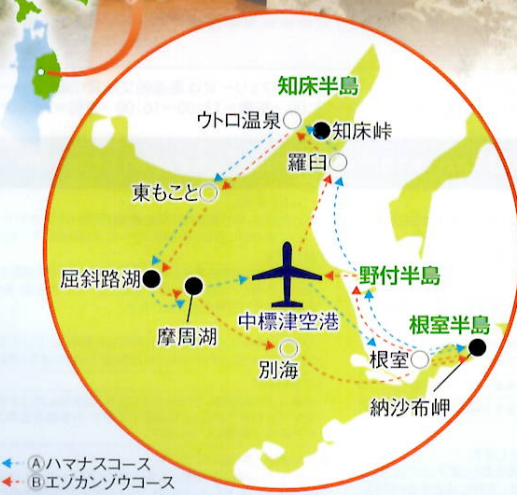 知床半島
ウトロ温泉
知床峠
羅臼
東もこと
屈斜路湖
野付半島
摩周湖
中標津空港
根室半島
別海
根室
納沙布岬
Ⓐハマナスコース
Ⓑエゾカンゾウコース